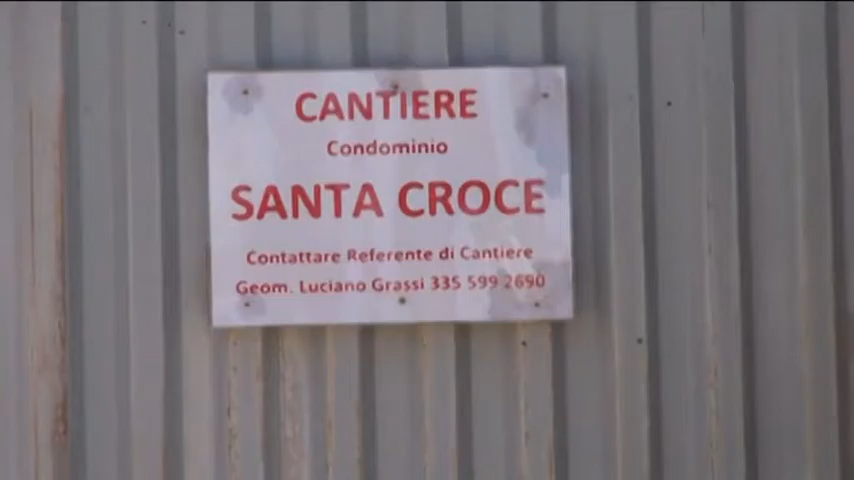 CANTIERE
Condominio
SANTA CROCE
Contattare Referente di Cantiere
Geom. Luciano Grassi 335 599 2690